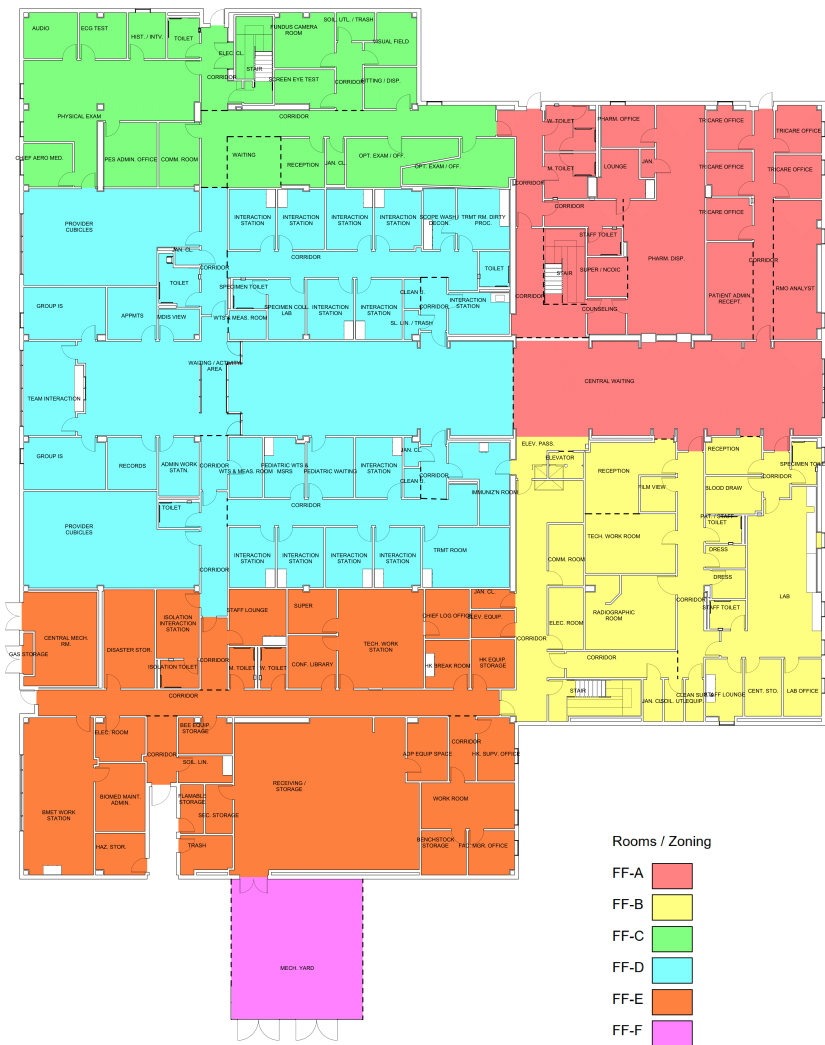 AUDIO
ECG TEST
HIST. / INTV.
TOILET
ELEC. CL.
CORRIDOR
STAIR
FUNDUS CAMERA
ROOM
SOIL UTL. / TRASH
VISUAL FIELD
SCREEN EYE TEST
CORRIDOR
FITTING / DISP.
PHYSICAL EXAM
CORRIDOR
CHIEF AERO MED.
PES ADMIN. OFFICE
COMM. ROOM
WAITING
RECEPTION
JAN. CL.
OPT. EXAM / OFF.
OPT. EXAM / OFF.
W. TOILET
PHARM. OFFICE
TRICARE OFFICE
TRICARE OFFICE
M. TOILET
LOUNGE
JAN.
TRICARE OFFICE
TRICARE OFFICE
CORRIDOR
CORRIDOR
TRICARE OFFICE
STAFF TOILET
PHARM. DISP.
CORRIDOR
STAIR
SUPER / NCOIC
CORRIDOR
PATIENT ADMIN
RECEPT.
RMO ANALYST
COUNSELING
CENTRAL WAITING
PROVIDER
CUBICLES
INTERACTION
STATION
INTERACTION
STATION
INTERACTION
STATION
INTERACTION
STATION
SCOPE WASH /
DECON.
TRMT RM. DIRTY
PROC.
JAN. CL.
CORRIDOR
CORRIDOR
TOILET
TOILET
SPECIMEN TOILET
CLEAN S.
GROUP IS
APPMTS
MDIS VIEW
WTS & MEAS. ROOM
SPECIMEN COLL
LAB
INTERACTION
STATION
INTERACTION
STATION
CORRIDOR
INTERACTION
STATION
SL. LIN. / TRASH
WAITING / ACTIVITY
AREA
TEAM INTERACTION
GROUP IS
RECORDS
ADMIN WORK
STATN.
CORRIDOR
WTS & MEAS. ROOM
PEDIATRIC WTS &
MSRS
PEDIATRIC WAITING
INTERACTION
STATION
JAN. CL.
CORRIDOR
CLEAN S.
IMMUNIZ'N ROOM
TOILET
CORRIDOR
PROVIDER
CUBICLES
INTERACTION
STATION
INTERACTION
STATION
INTERACTION
STATION
INTERACTION
STATION
TRMT ROOM
CORRIDOR
ELEV. PASS.
ELEVATOR
RECEPTION
RECEPTION
SPECIMEN TOILET
CORRIDOR
FILM VIEW
BLOOD DRAW
PAT. / STAFF
TOILET
TECH. WORK ROOM
DRESS
COMM. ROOM
DRESS
LAB
CORRIDOR
STAFF TOILET
ELEC. ROOM
RADIOGRAPHIC
ROOM
CORRIDOR
CORRIDOR
STAIR
JAN. CL.
SOIL. UTL.
CLEAN SUP. &
EQUIP.
STAFF LOUNGE
CENT. STO.
LAB OFFICE
CENTRAL MECH.
RM.
GAS STORAGE
DISASTER STOR.
ISOLATION
INTERACTION
STATION
ISOLATION TOILET
STAFF LOUNGE
SUPER
CORRIDOR
M. TOILET
W. TOILET
CONF. LIBRARY
TECH. WORK
STATION
CHIEF LOG OFFICE
JAN. CL.
ELEV. EQUIP.
HK BREAK ROOM
HK EQUIP.
STORAGE
CORRIDOR
ELEC. ROOM
BEE EQUIP
STORAGE
CORRIDOR
SOIL. LIN.
ADP EQUIP SPACE
CORRIDOR
HK. SUPV. OFFICE
BMET WORK
STATION
BIOMED MAINT.
ADMIN.
FLAMABLE
STORAGE
SEC. STORAGE
RECEIVING /
STORAGE
WORK ROOM
HAZ. STOR.
TRASH
BENCHSTOCK
STORAGE
FAC. MGR. OFFICE
MECH. YARD
Rooms / Zoning
FF-A
FF-B
FF-C
FF-D
FF-E
FF-F